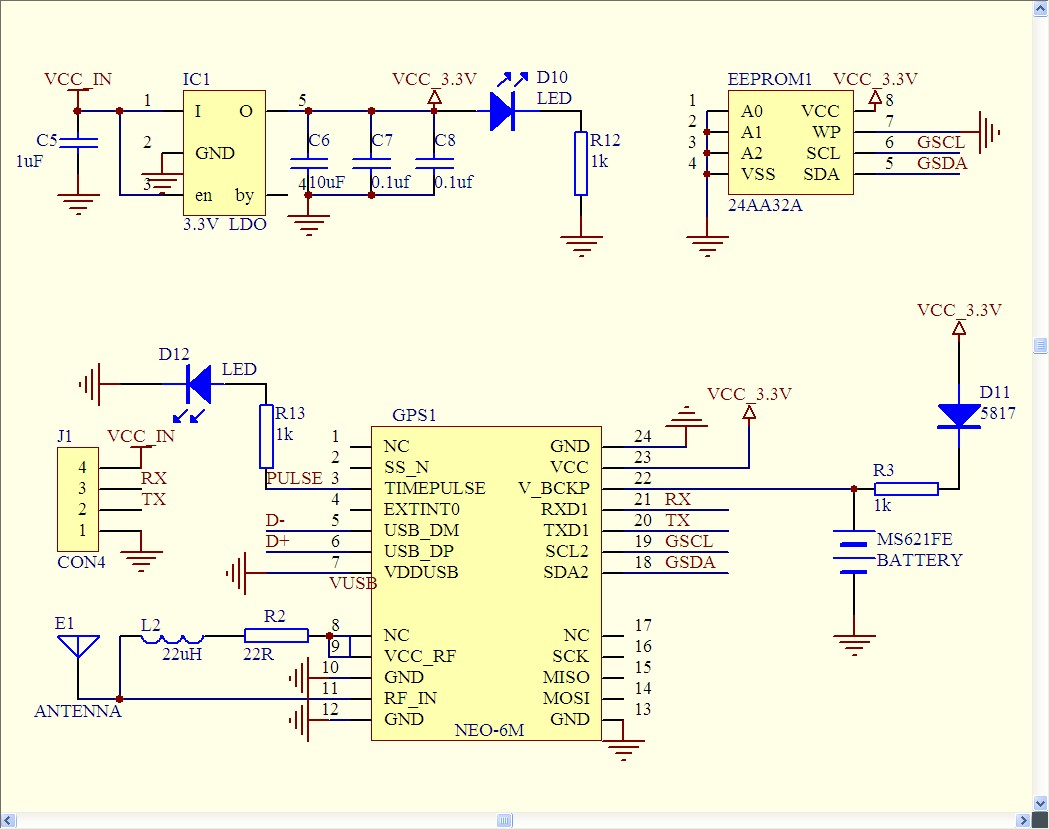 VCC_IN
IC1
VCC_3.3V
D10
LED
EEPROM1
VCC_3.3V
1
I
O
5
C5
1uF
2
GND
C6
10uF
C7
0.1uf
C8
0.1uf
R12
1k
3
en
by
4
3.3V LDO
1
A0
VCC
8
2
A1
WP
7
3
A2
SCL
6
GSCL
4
VSS
SDA
5
GSDA
24AA32A
VCC_3.3V
D12
LED
R13
1k
D11
5817
VCC_3.3V
J1
VCC_IN
4
3
RX
2
TX
1
CON4
GPS1
1
NC
GND
24
2
SS_N
VCC
23
PULSE
3
TIMEPULSE
V_BCKP
22
R3
1k
4
EXTINT0
RXD1
21
RX
D-
5
USB_DM
TXD1
20
TX
D+
6
USB_DP
SCL2
19
GSCL
7
VUSB
VDDUSB
SDA2
18
GSDA
MS621FE
BATTERY
E1
L2
22uH
R2
22R
8
NC
NC
17
9
VCC_RF
SCK
16
10
GND
MISO
15
11
RF_IN
MOSI
14
12
GND
GND
13
ANTENNA
NEO-6M